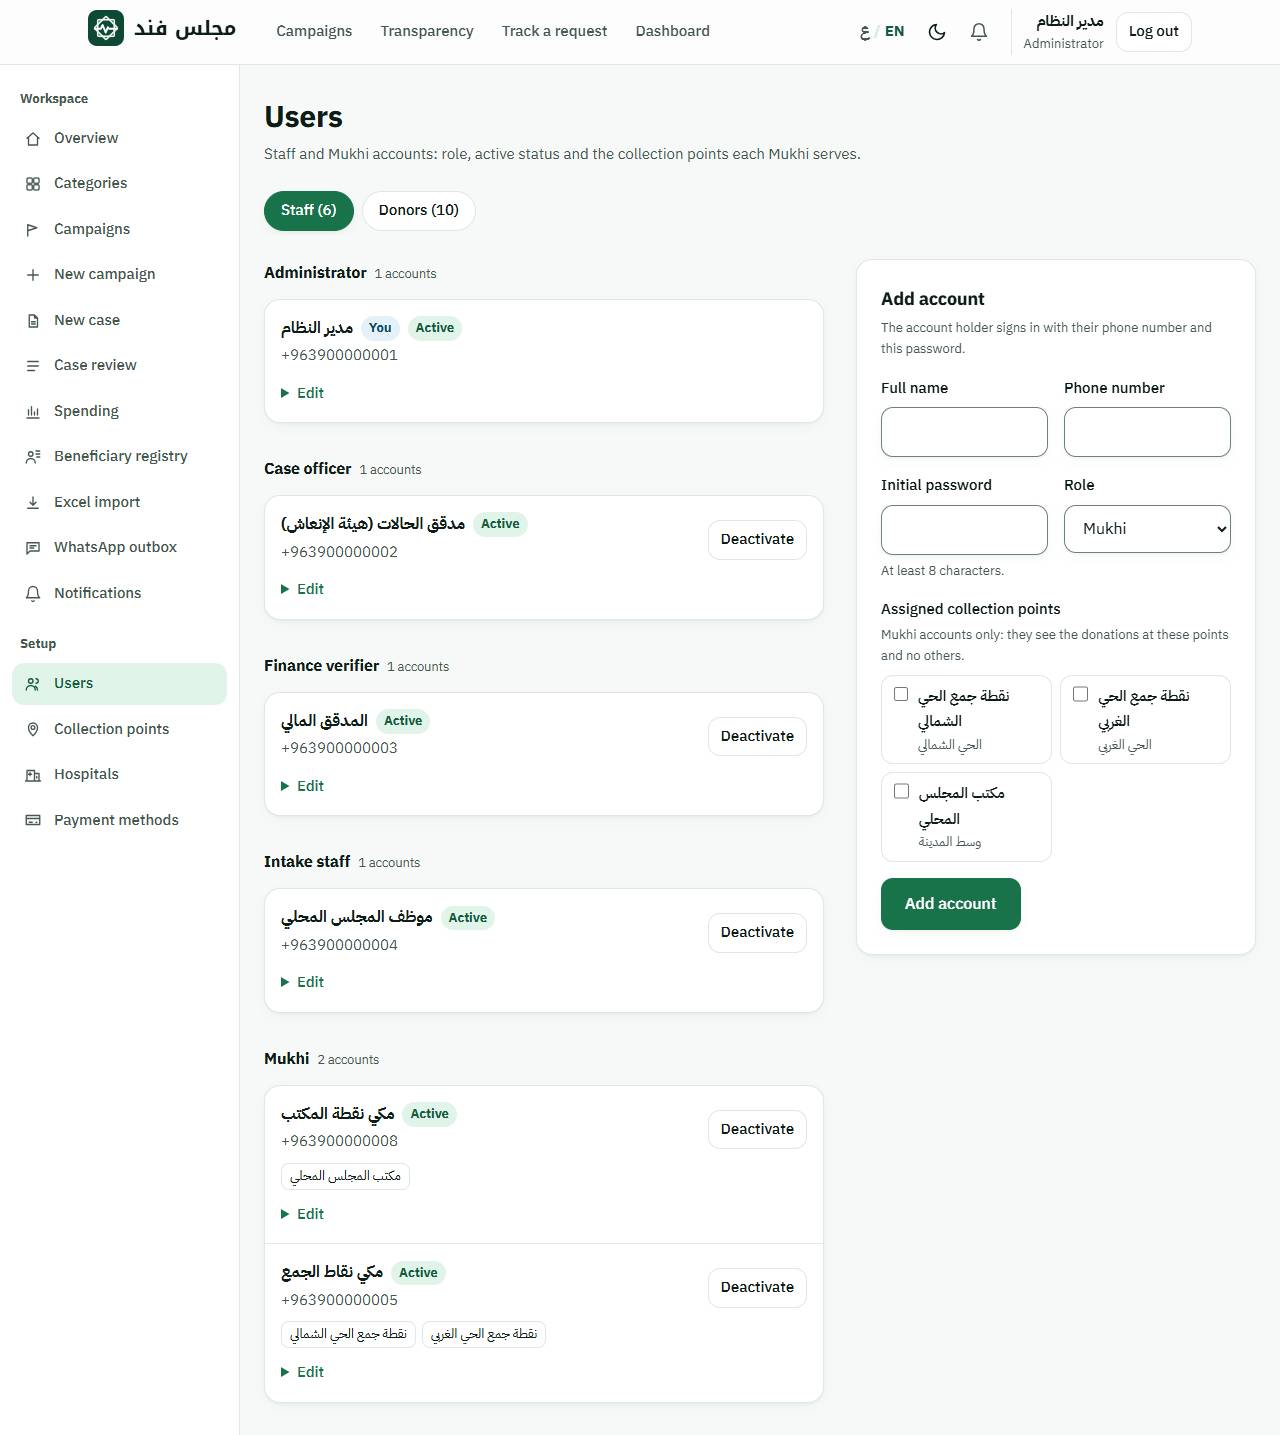 مجلس فند
Campaigns
Transparency
Track a request
Dashboard
ع / EN
مدير النظام
Administrator
Log out
Workspace
Overview
Categories
Campaigns
New campaign
New case
Case review
Spending
Beneficiary registry
Excel import
WhatsApp outbox
Notifications
Setup
Users
Collection points
Hospitals
Payment methods
Users
Staff and Mukhi accounts: role, active status and the collection points each Mukhi serves.
Staff (6)
Donors (10)
Administrator 1 accounts
مدير النظام You Active
+963900000001
Edit
Case officer 1 accounts
مدقق الحالات (هيئة الإنعاش) Active
+963900000002
Deactivate
Edit
Finance verifier 1 accounts
المدقق المالي Active
+963900000003
Deactivate
Edit
Intake staff 1 accounts
موظف المجلس المحلي Active
+963900000004
Deactivate
Edit
Mukhi 2 accounts
مكي نقطة المكتب Active
+963900000008
Deactivate
مكتب المجلس المحلي
Edit
مكي نقاط الجمع Active
+963900000005
Deactivate
نقطة جمع الحي الشمالي
نقطة جمع الحي الغربي
Edit
Add account
The account holder signs in with their phone number and
this password.
Full name
Phone number
Initial password
Role
Mukhi
At least 8 characters.
Assigned collection points
Mukhi accounts only: they see the donations at these points
and no others.
نقطة جمع الحي
الشمالي
الحي الشمالي
نقطة جمع الحي
الغربي
الحي الغربي
مكتب المجلس
المحلي
وسط المدينة
Add account